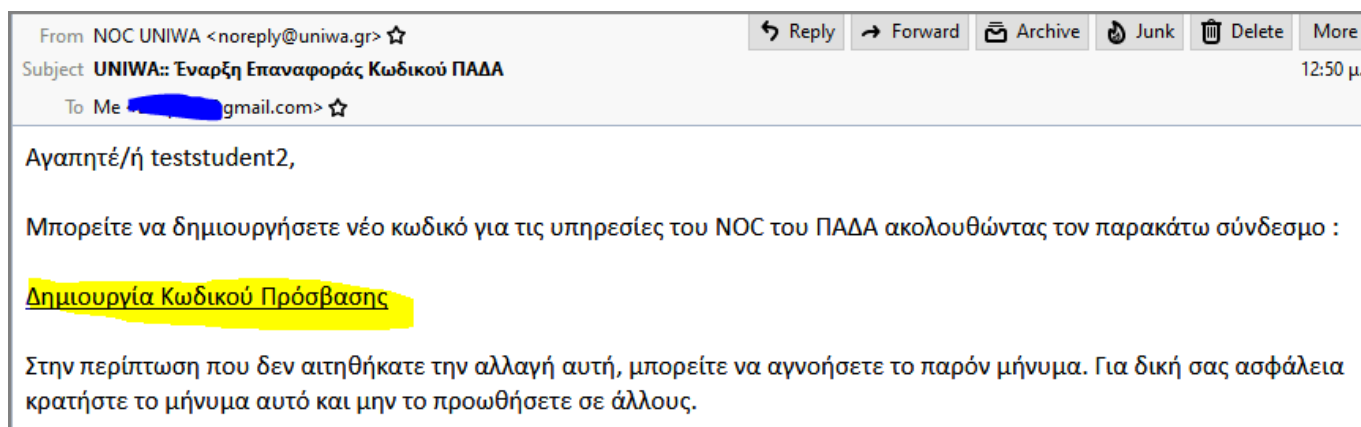 From NOC UNIWA <noreply@uniwa.gr> Reply Forward Archive Junk Delete More
Subject UNIWA:: Έναρξη Επαναφοράς Κωδικού ΠΑΔΑ 12:50 μ.
To Me gmail.com>
Αγαπητέ/ή teststudent2,
Μπορείτε να δημιουργήσετε νέο κωδικό για τις υπηρεσίες του NOC του ΠΑΔΑ ακολουθώντας τον παρακάτω σύνδεσμο :
Δημιουργία Κωδικού Πρόσβασης
Στην περίπτωση που δεν αιτηθήκατε την αλλαγή αυτή, μπορείτε να αγνοήσετε το παρόν μήνυμα. Για δική σας ασφάλεια
κρατήστε το μήνυμα αυτό και μην το προωθήσετε σε άλλους.